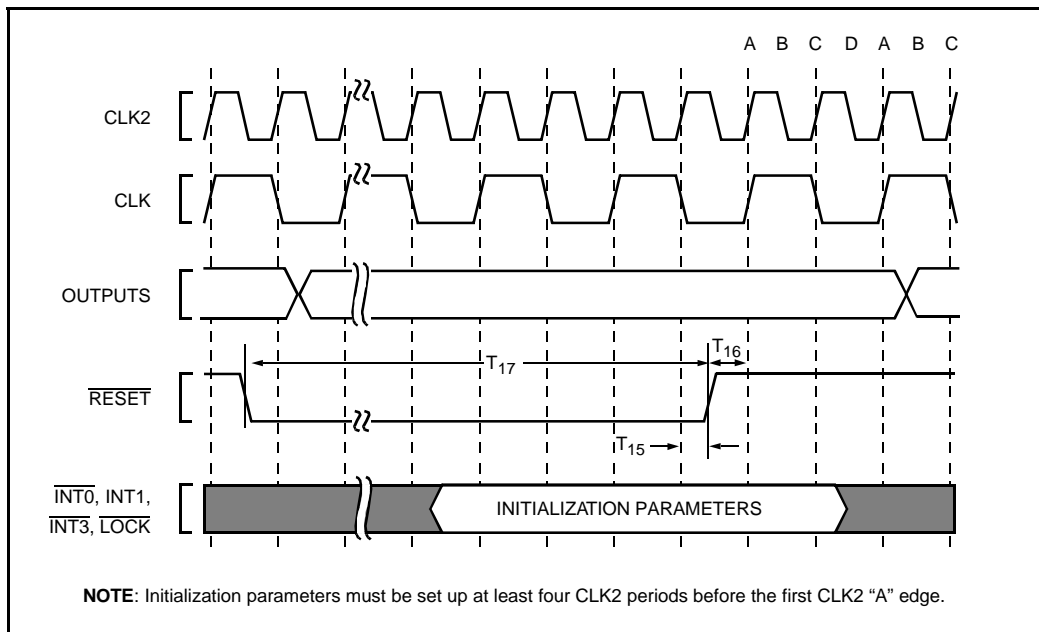 A B C D A B C
CLK2
CLK
OUTPUTS
T17
T16
RESET
T15
INT0, INT1,
INT3, LOCK
INITIALIZATION PARAMETERS
NOTE: Initialization parameters must be set up at least four CLK2 periods before the first CLK2 “A” edge.